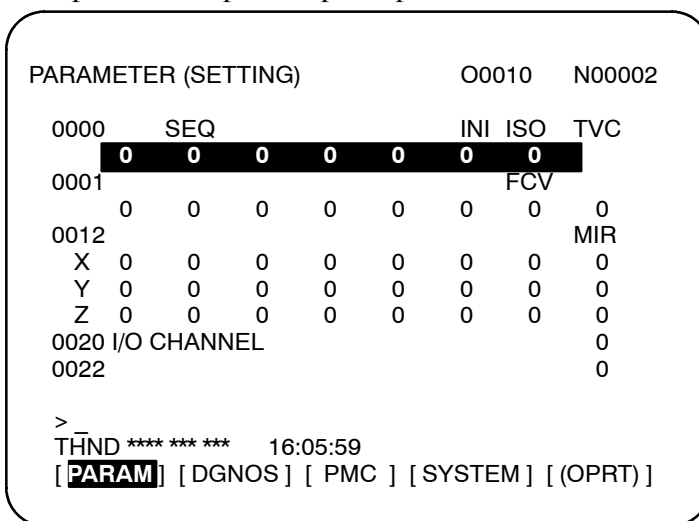 PARAMETER (SETTING) O0010 N00002
0000 SEQ INI ISO TVC
0 0 0 0 0 0 0
0001 FCV
0 0 0 0 0 0 0 0
0012 MIR
X 0 0 0 0 0 0 0 0
Y 0 0 0 0 0 0 0 0
Z 0 0 0 0 0 0 0 0
0020 I/O CHANNEL 0
0022 0
> _
THND **** *** *** 16:05:59
[ PARAM ] [ DGNOS ] [ PMC ] [ SYSTEM ] [ (OPRT) ]